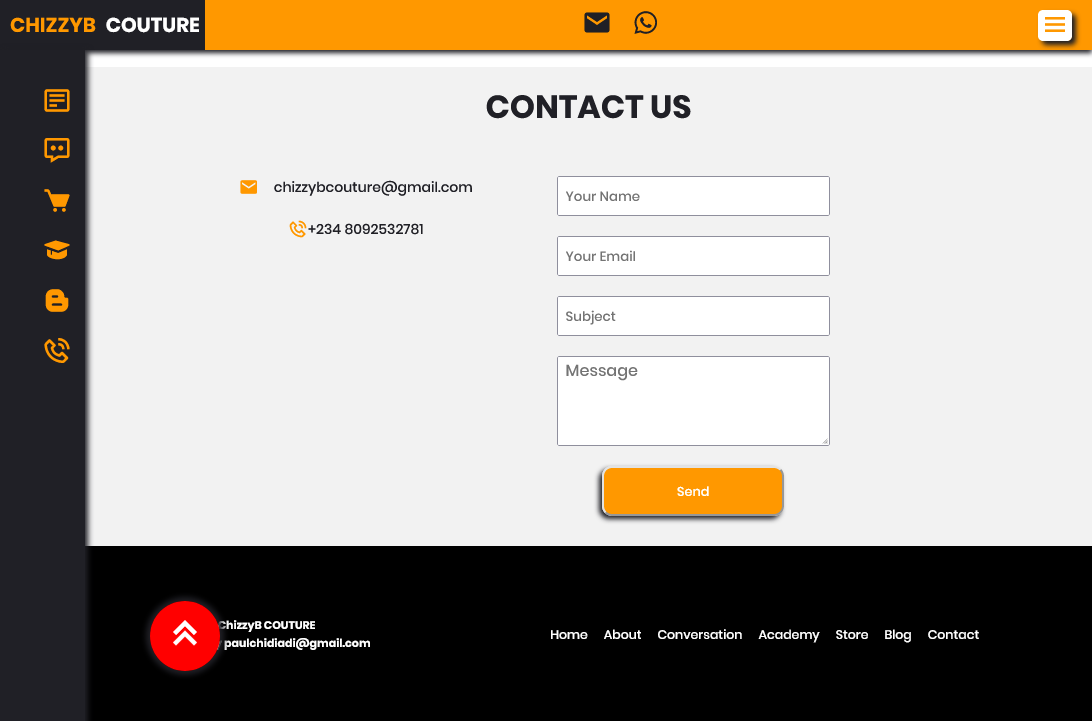 CHIZZYB COUTURE
CONTACT US
chizzybcouture@gmail.com
+234 8092532781
Your Name
Your Email
Subject
Message
Send
ChizzyB COUTURE
paulchidiadi@gmail.com
Home About Conversation Academy Store Blog Contact